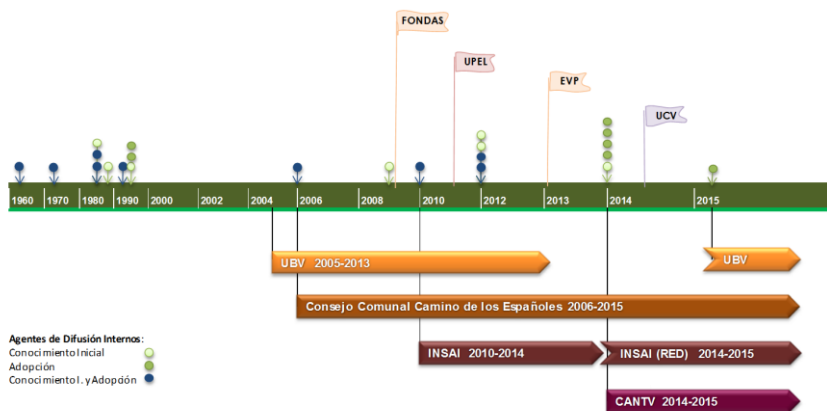 FONDAS
UPEL
EVP
UCV
1960 1970 1980 1990 2000 2002 2004 2006 2008 2010 2012 2013 2014 2015
UBV 2005-2013
UBV
Consejo Comunal Camino de los Españoles 2006-2015
INSAI 2010-2014
INSAI (RED) 2014-2015
CANTV 2014-2015
Agentes de Difusión Internos:
Conocimiento Inicial
Adopción
Conocimiento I. y Adopción